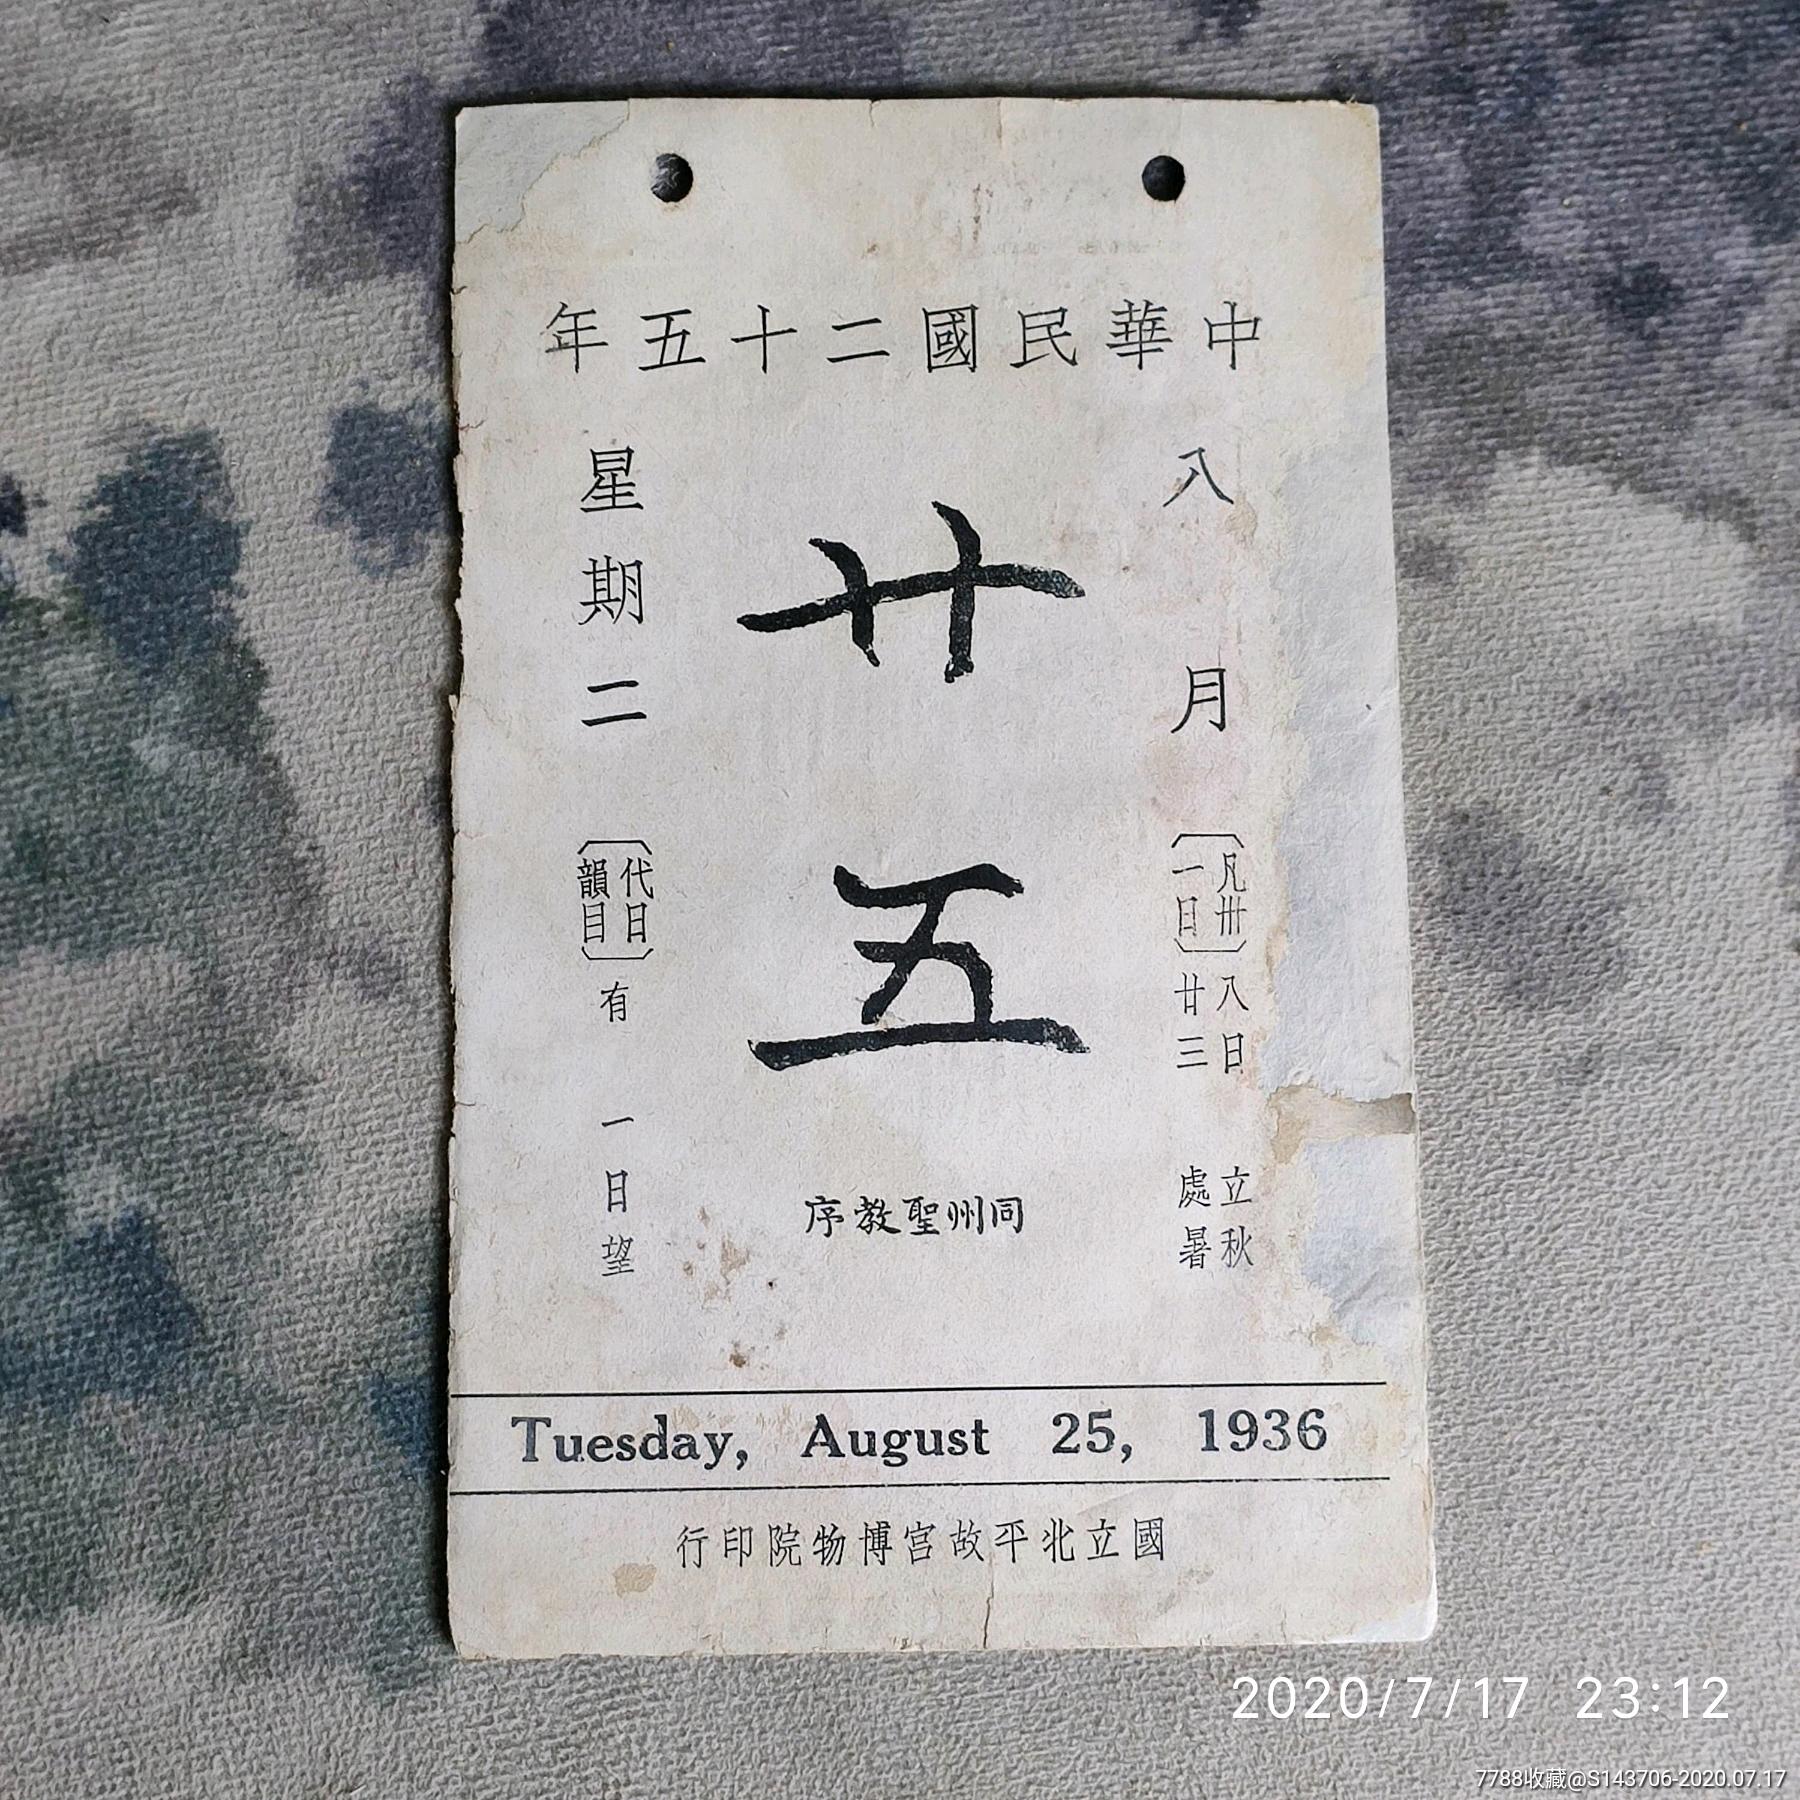 中華民國二十五年
八月
〔凡卅一日〕
八日立秋
廿三處暑
廿五
同州聖教序
星期二
〔代日韻目〕有
一日望
Tuesday, August 25, 1936
國立北平故宮博物院印行
2020/7/17 23:12
7788收藏@S143706-2020.07.17